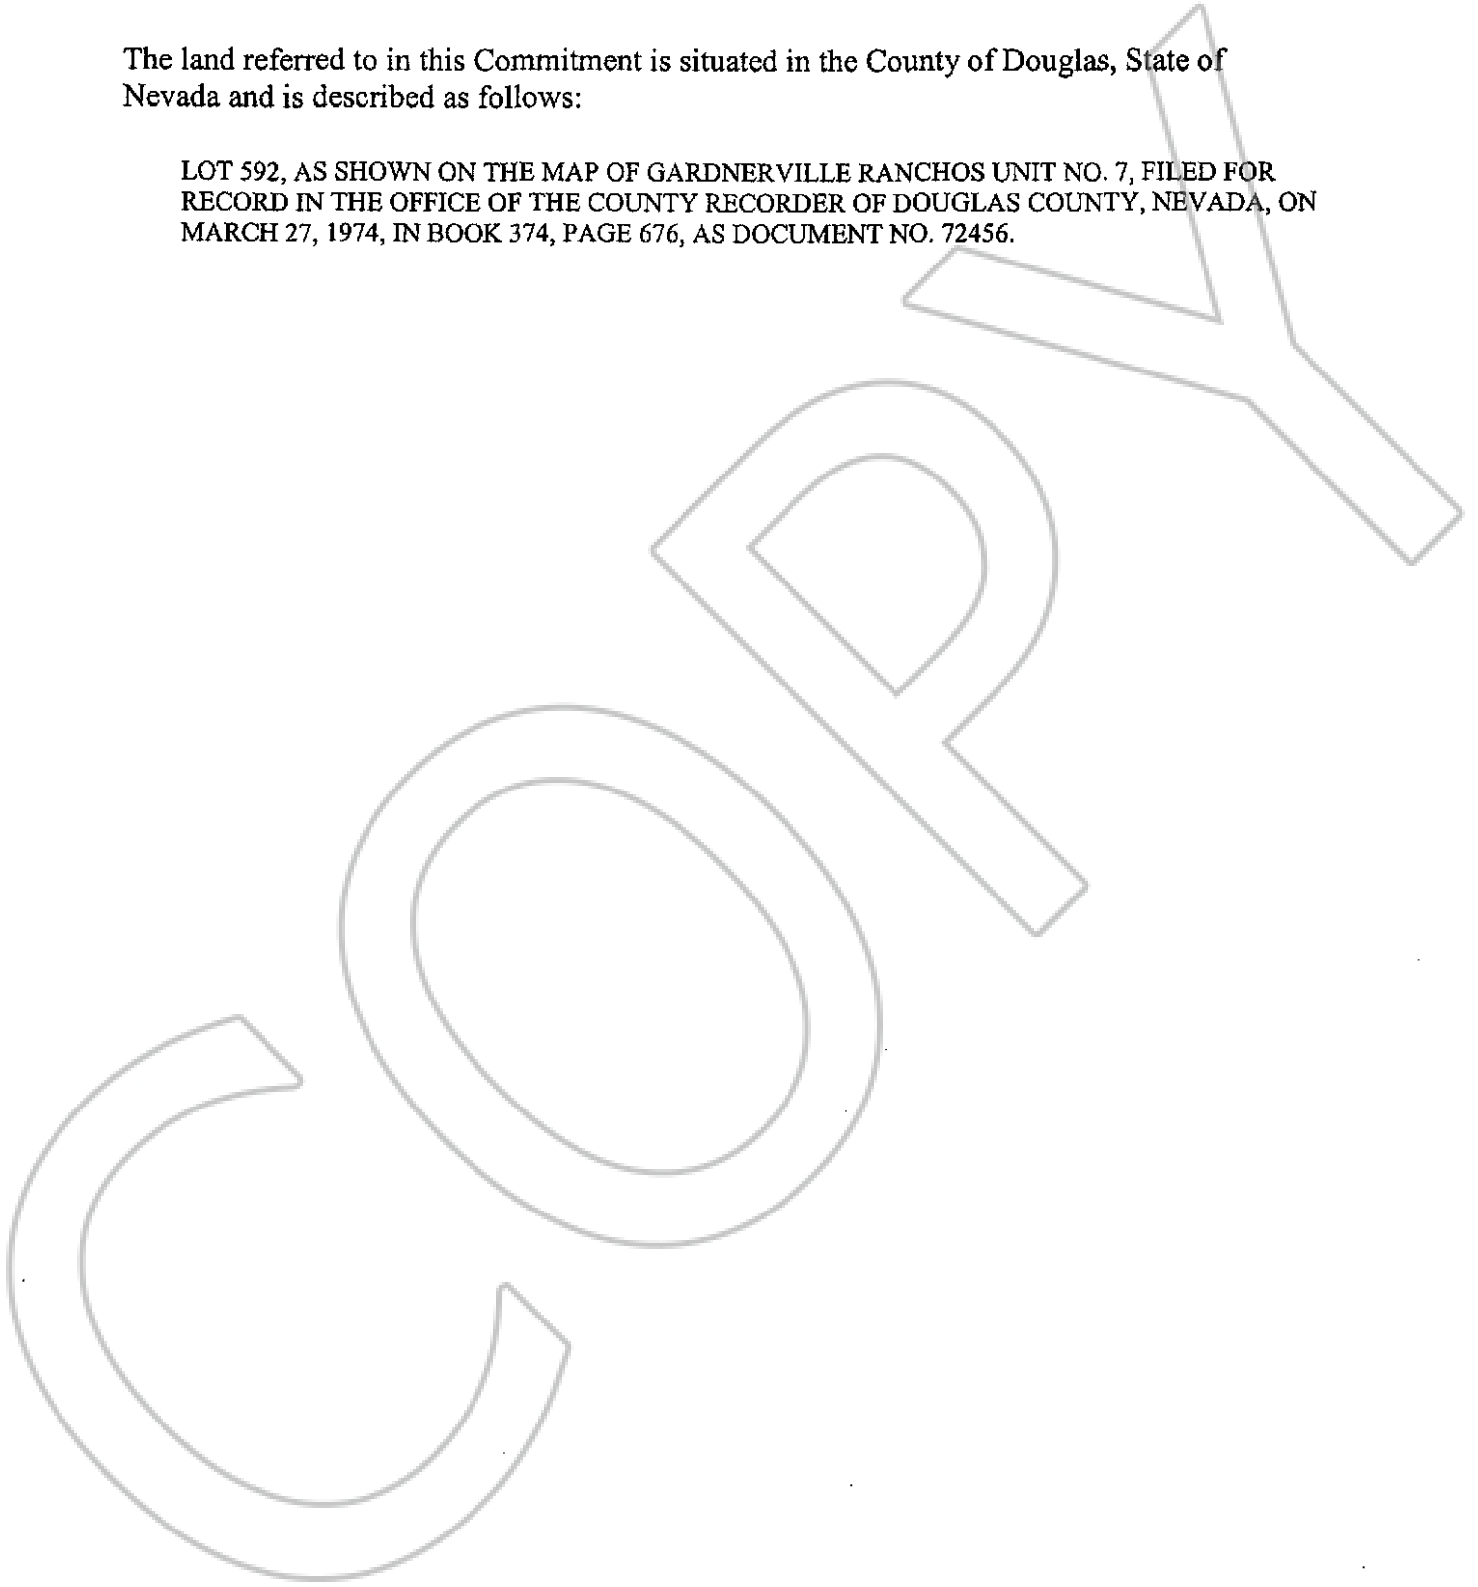 The land referred to in this Commitment is situated in the County of Douglas, State of
Nevada and is described as follows:
LOT 592, AS SHOWN ON THE MAP OF GARDNERVILLE RANCHOS UNIT NO. 7, FILED FOR
RECORD IN THE OFFICE OF THE COUNTY RECORDER OF DOUGLAS COUNTY, NEVADA, ON
MARCH 27, 1974, IN BOOK 374, PAGE 676, AS DOCUMENT NO. 72456.
COPY